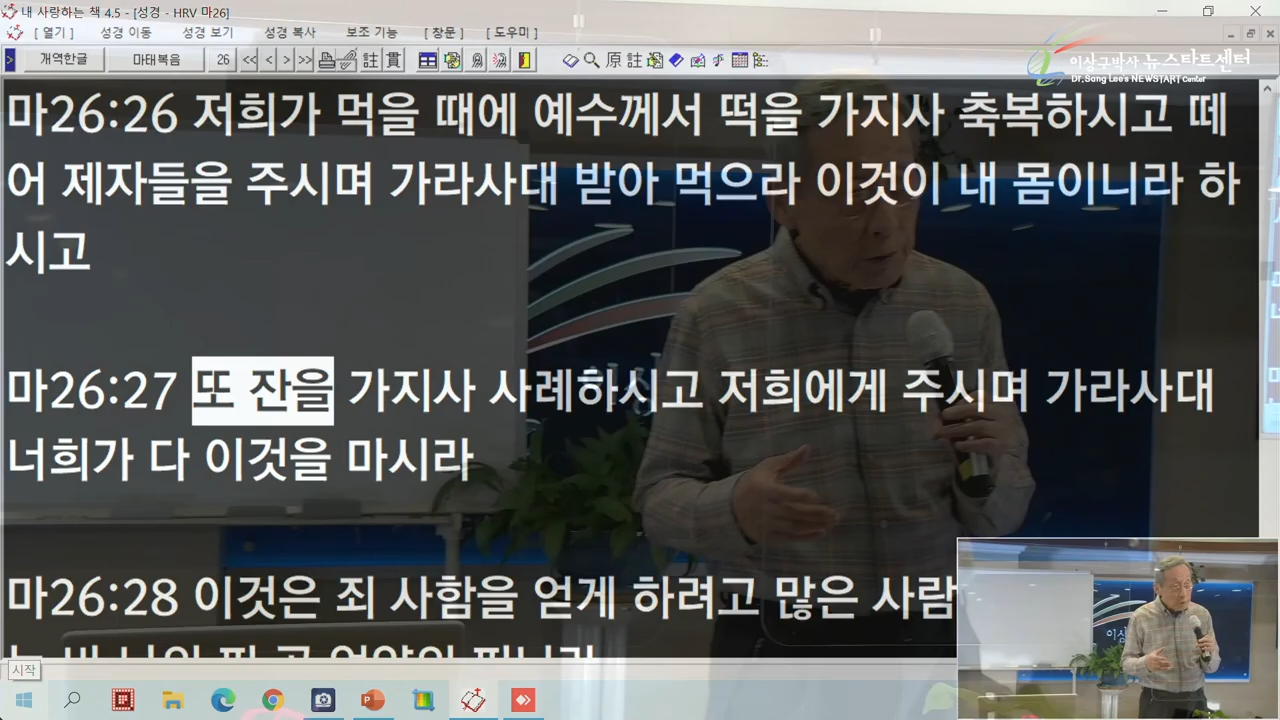 내 사랑하는 책 4.5 - [성경 - HRV 마26]
[ 열기 ] 성경 이동 성경 보기 성경 복사 보조 기능 [ 창문 ] [ 도우미 ]
개역한글 마태복음 26 << < > >> 註 貫 原 註
이상구박사 뉴스타트센터
Dr. Sang Lee's NEWSTART Center
마26:26 저희가 먹을 때에 예수께서 떡을 가지사 축복하시고 떼
어 제자들을 주시며 가라사대 받아 먹으라 이것이 내 몸이니라 하
시고
마26:27 또 잔을 가지사 사례하시고 저희에게 주시며 가라사대
너희가 다 이것을 마시라
마26:28 이것은 죄 사함을 얻게 하려고 많은 사람
시작